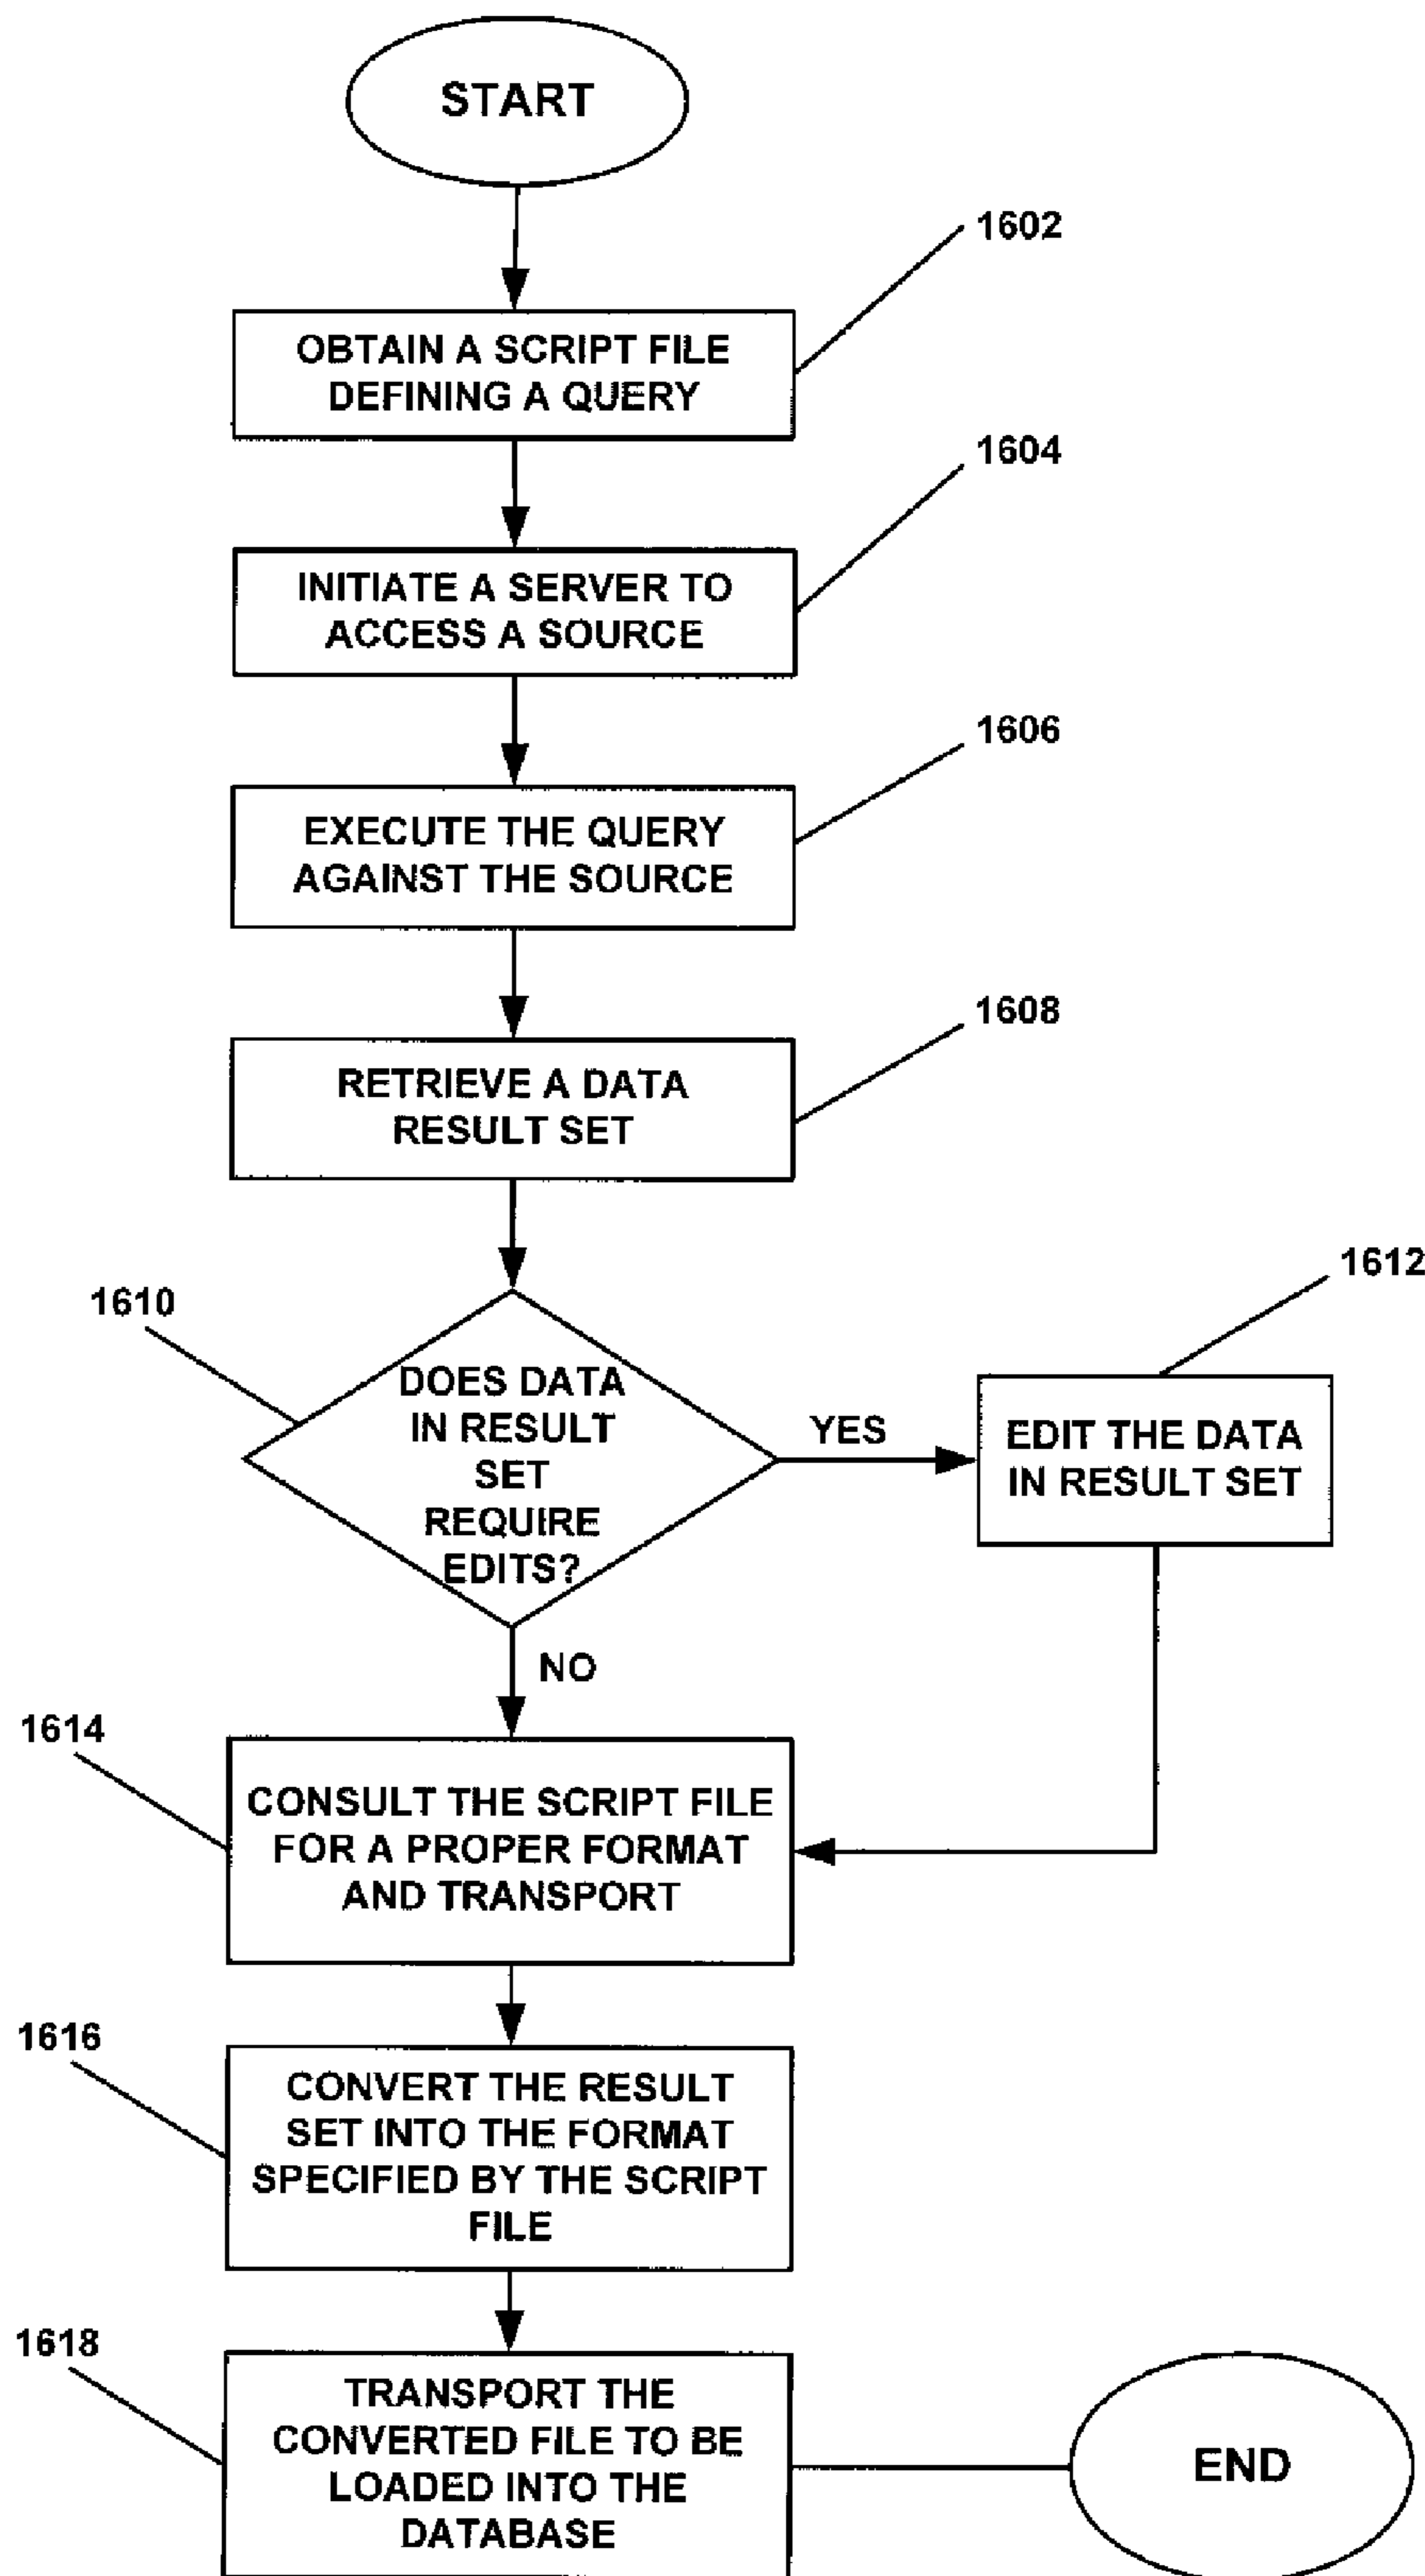 START
1602
OBTAIN A SCRIPT FILE
DEFINING A QUERY
1604
INITIATE A SERVER TO
ACCESS A SOURCE
1606
EXECUTE THE QUERY
AGAINST THE SOURCE
1608
RETRIEVE A DATA
RESULT SET
1610
DOES DATA
IN RESULT
SET
REQUIRE
EDITS?
YES
1612
EDIT THE DATA
IN RESULT SET
NO
1614
CONSULT THE SCRIPT FILE
FOR A PROPER FORMAT
AND TRANSPORT
1616
CONVERT THE RESULT
SET INTO THE FORMAT
SPECIFIED BY THE SCRIPT
FILE
1618
TRANSPORT THE
CONVERTED FILE TO BE
LOADED INTO THE
DATABASE
END